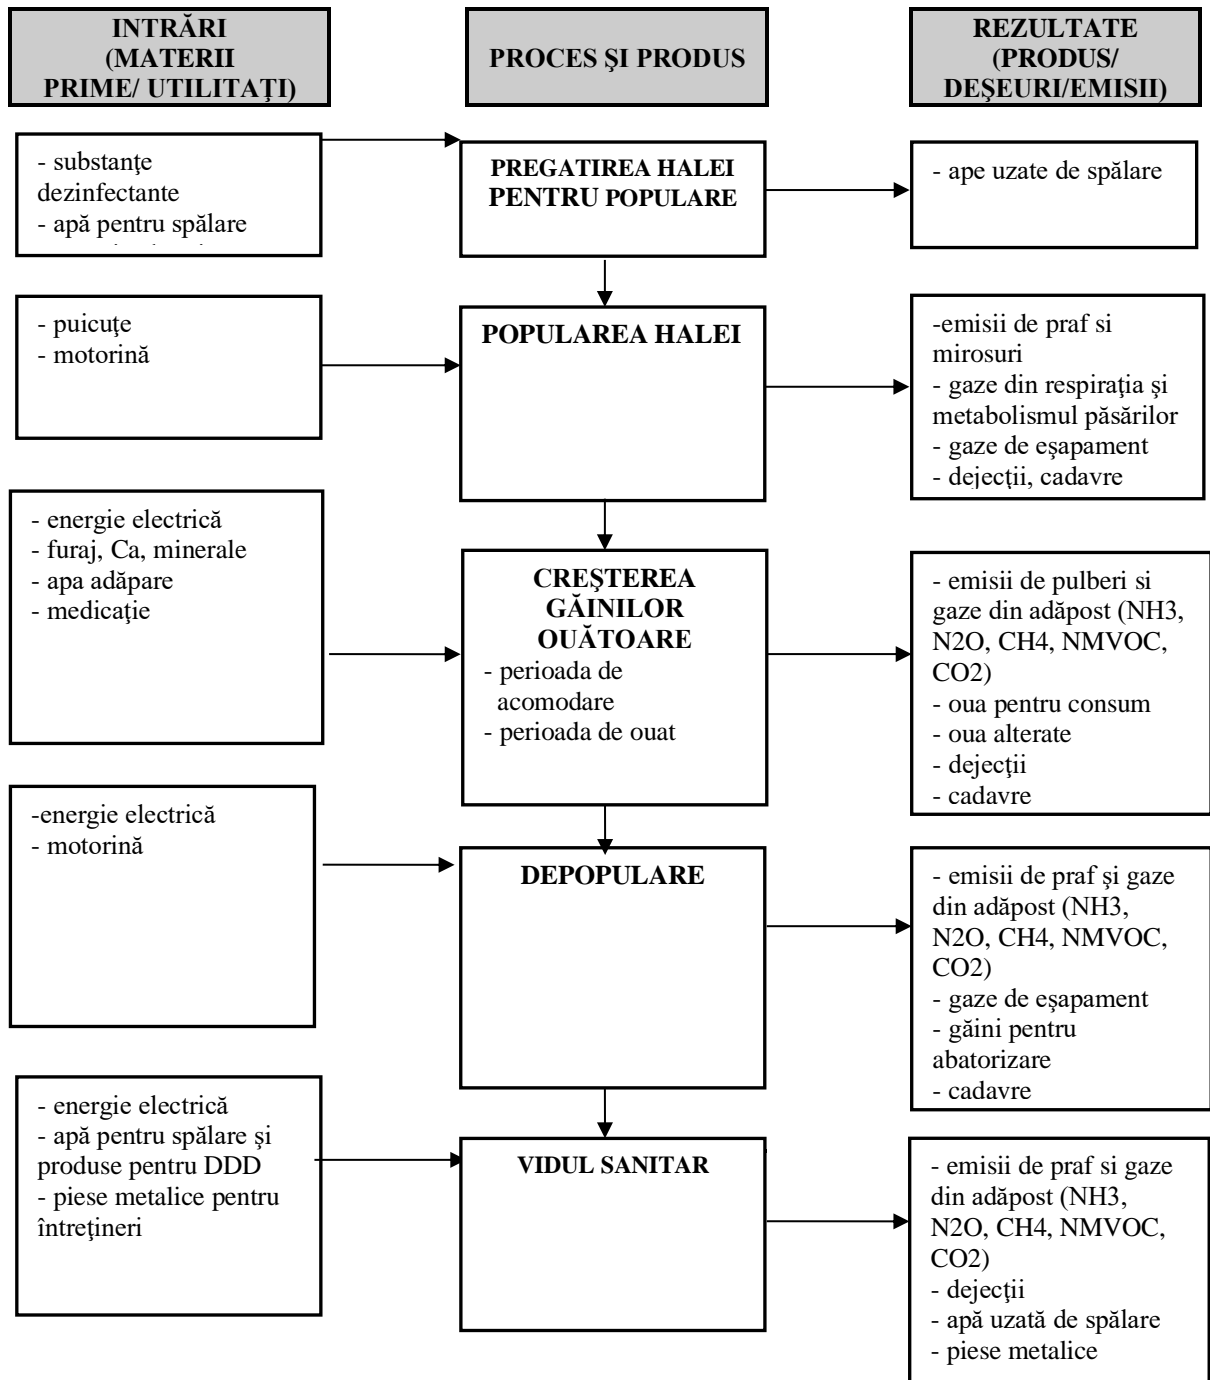 INTRĂRI
(MATERII
PRIME/ UTILITAŢI)
PROCES ŞI PRODUS
REZULTATE
(PRODUS/
DEŞEURI/EMISII)
- substanţe
dezinfectante
- apă pentru spălare
PREGATIREA HALEI
PENTRU POPULARE
- ape uzate de spălare
- puicuţe
- motorină
POPULAREA HALEI
-emisii de praf si
mirosuri
- gaze din respiraţia şi
metabolismul păsărilor
- gaze de eşapament
- dejecţii, cadavre
- energie electrică
- furaj, Ca, minerale
- apa adăpare
- medicaţie
CREŞTEREA
GĂINILOR
OUĂTOARE
- perioada de
acomodare
- perioada de ouat
- emisii de pulberi si
gaze din adăpost (NH3,
N2O, CH4, NMVOC,
CO2)
- oua pentru consum
- oua alterate
- dejecţii
- cadavre
-energie electrică
- motorină
DEPOPULARE
- emisii de praf şi gaze
din adăpost (NH3,
N2O, CH4, NMVOC,
CO2)
- gaze de eşapament
- găini pentru
abatorizare
- cadavre
- energie electrică
- apă pentru spălare şi
produse pentru DDD
- piese metalice pentru
întreţineri
VIDUL SANITAR
- emisii de praf si gaze
din adăpost (NH3,
N2O, CH4, NMVOC,
CO2)
- dejecţii
- apă uzată de spălare
- piese metalice